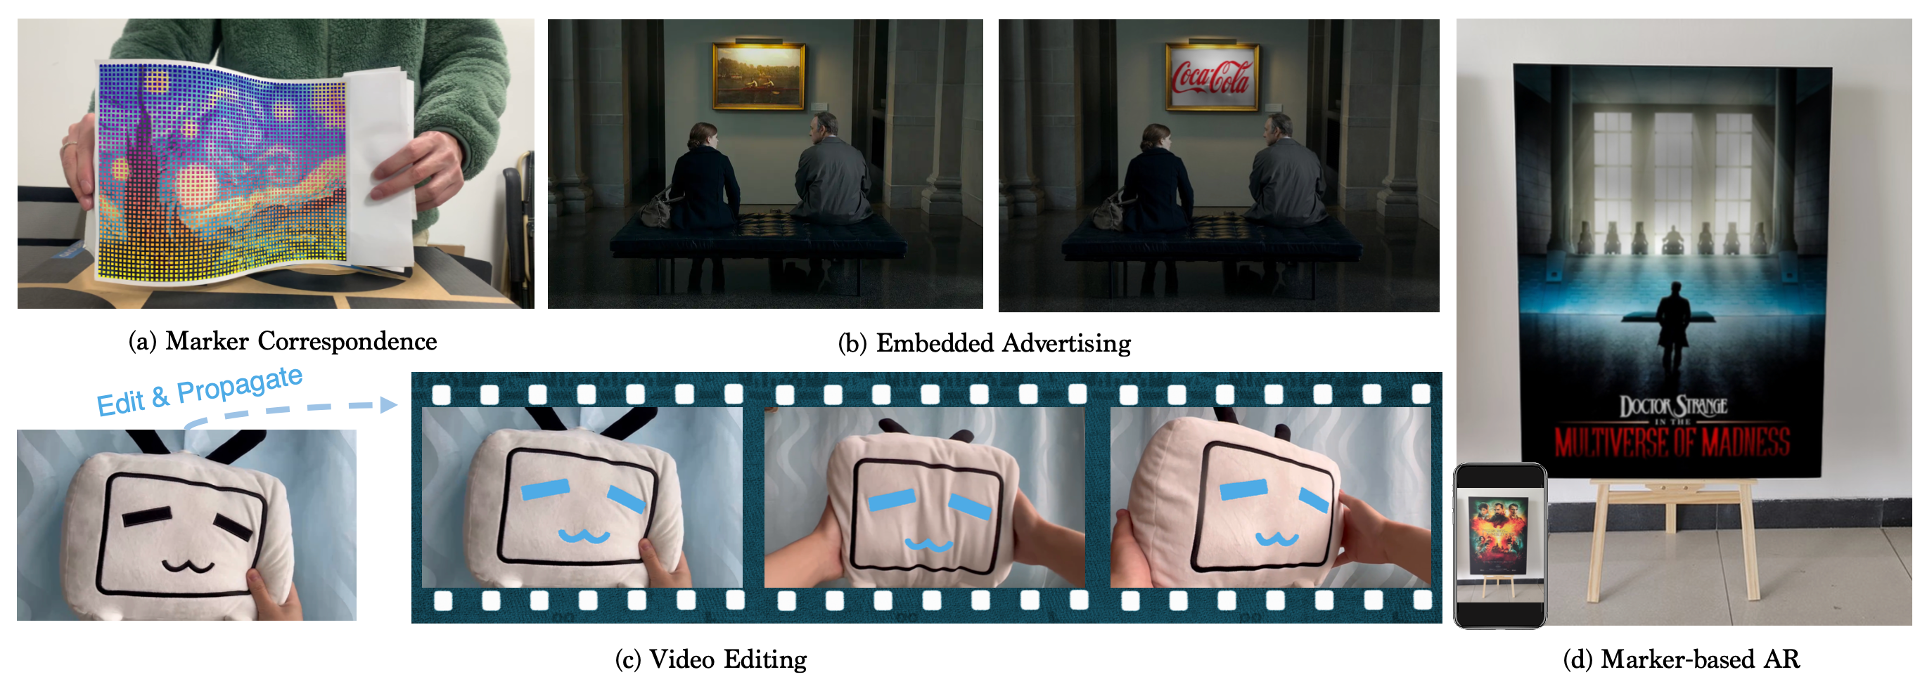 Coca-Cola
(a) Marker Correspondence
(b) Embedded Advertising
Edit & Propagate
DOCTOR STRANGE
IN THE
MULTIVERSE OF MADNESS
(c) Video Editing
(d) Marker-based AR